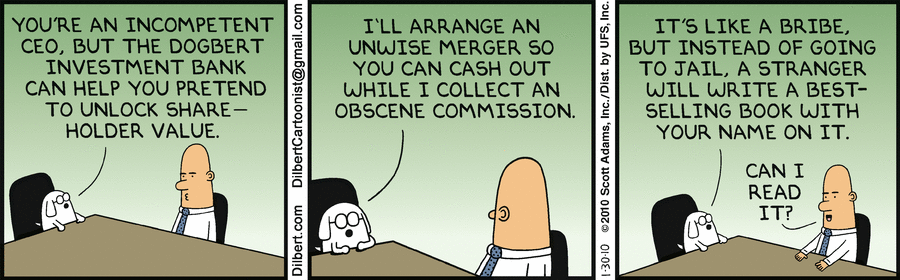 YOU'RE AN INCOMPETENT
CEO, BUT THE DOGBERT
INVESTMENT BANK
CAN HELP YOU PRETEND
TO UNLOCK SHARE-
HOLDER VALUE.
Dilbert.com DilbertCartoonist@gmail.com
I'LL ARRANGE AN
UNWISE MERGER SO
YOU CAN CASH OUT
WHILE I COLLECT AN
OBSCENE COMMISSION.
1-30-10 ©2010 Scott Adams, Inc./Dist. by UFS, Inc.
IT'S LIKE A BRIBE,
BUT INSTEAD OF GOING
TO JAIL, A STRANGER
WILL WRITE A BEST-
SELLING BOOK WITH
YOUR NAME ON IT.
CAN I
READ
IT?